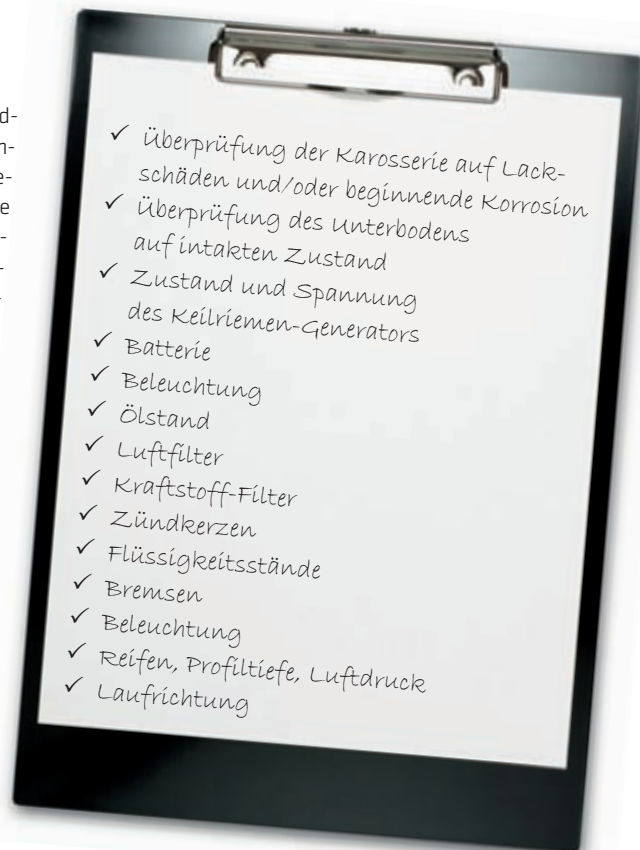 d-
n-
e-
e
-
-
-
✓ Überprüfung der Karosserie auf Lack-
schäden und/oder beginnende Korrosion
✓ Überprüfung des Unterbodens
auf intakten Zustand
✓ Zustand und Spannung
des Keilriemen-Generators
✓ Batterie
✓ Beleuchtung
✓ Ölstand
✓ Luftfilter
✓ Kraftstoff-Filter
✓ Zündkerzen
✓ Flüssigkeitsstände
✓ Bremsen
✓ Beleuchtung
✓ Reifen, Profiltiefe, Luftdruck
✓ Laufrichtung